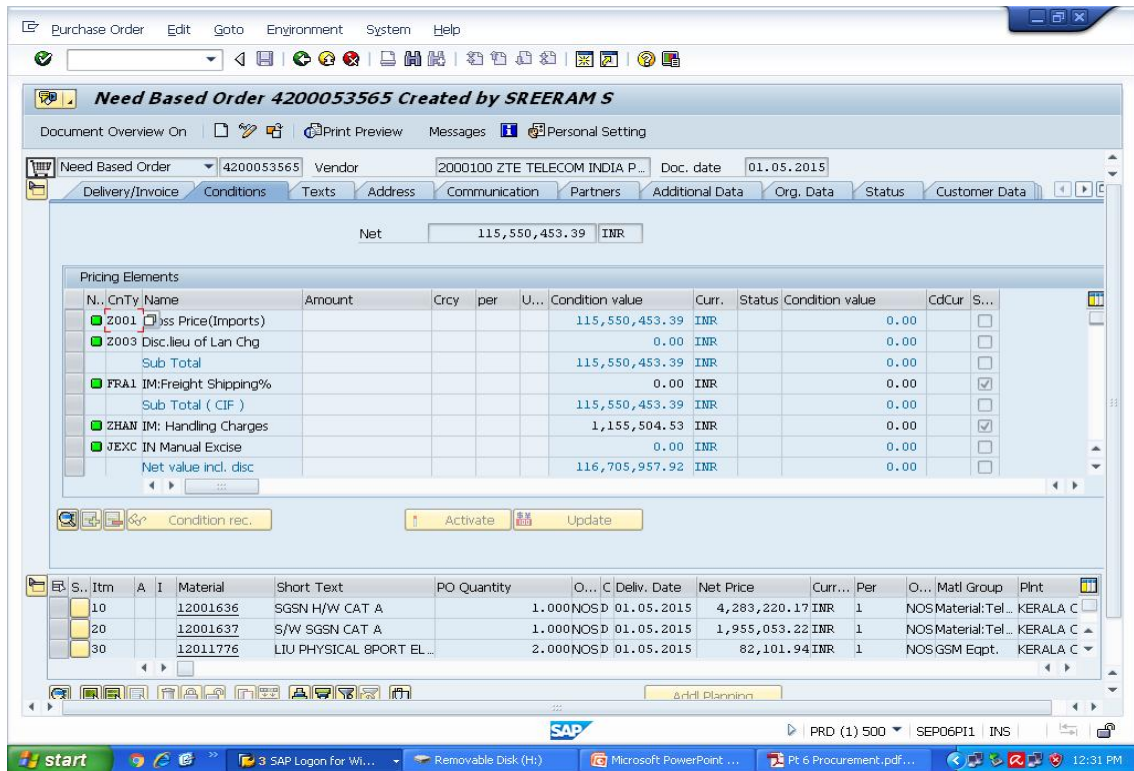 Purchase Order Edit Goto Environment System Help
Need Based Order 4200053565 Created by SREERAM S
Document Overview On Print Preview Messages Personal Setting
Need Based Order 4200053565 Vendor 2000100 ZTE TELECOM INDIA P... Doc. date 01.05.2015
Delivery/Invoice Conditions Texts Address Communication Partners Additional Data Org. Data Status Customer Data
Net 115,550,453.39 INR
Pricing Elements
N.. CnTy Name Amount Crcy per U... Condition value Curr. Status Condition value CdCur S...
Z001 oss Price(Imports) 115,550,453.39 INR 0.00
Z003 Disc.lieu of Lan Chg 0.00 INR 0.00
Sub Total 115,550,453.39 INR 0.00
FRA1 IM:Freight Shipping% 0.00 INR 0.00
Sub Total ( CIF ) 115,550,453.39 INR 0.00
ZHAN IM: Handling Charges 1,155,504.53 INR 0.00
JEXC IN Manual Excise 0.00 INR 0.00
Net value incl. disc 116,705,957.92 INR 0.00
Condition rec. Activate Update
S.. Itm A I Material Short Text PO Quantity O... C Deliv. Date Net Price Curr... Per O... Matl Group Plnt
10 12001636 SGSN H/W CAT A 1.000 NOS D 01.05.2015 4,283,220.17 INR 1 NOS Material:Tel... KERALA C
20 12001637 S/W SGSN CAT A 1.000 NOS D 01.05.2015 1,955,053.22 INR 1 NOS Material:Tel... KERALA C
30 12011776 LIU PHYSICAL 8PORT EL... 2.000 NOS D 01.05.2015 82,101.94 INR 1 NOS GSM Eqpt. KERALA C
Addl Planning
SAP PRD (1) 500 SEP06PI1 INS
start 3 SAP Logon for Wi... Removable Disk (H:) Microsoft PowerPoint ... Pt 6 Procurement.pdf... 12:31 PM